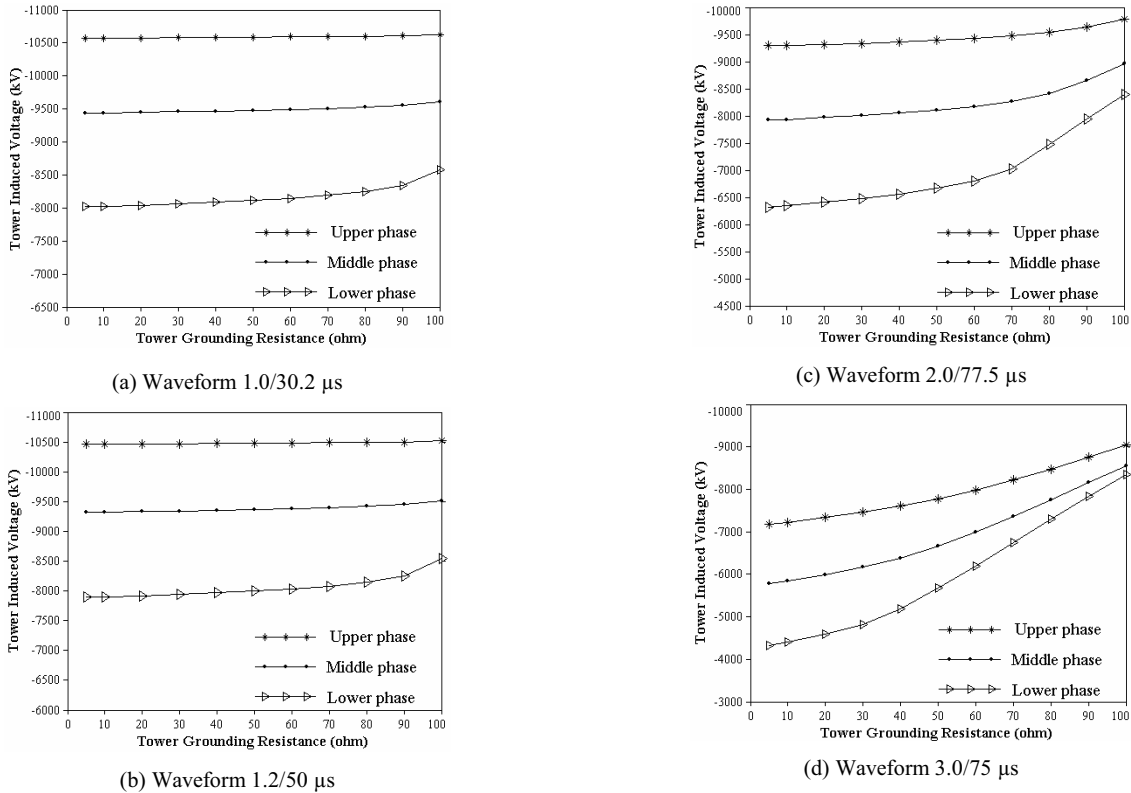 Tower Induced Voltage (kV)
-11000
-10500
-10000
-9500
-9000
-8500
-8000
-7500
-7000
-6500
Upper phase
Middle phase
Lower phase
0 10 20 30 40 50 60 70 80 90 100
Tower Grounding Resistance (ohm)
(a) Waveform 1.0/30.2 µs
Tower Induced Voltage (kV)
-11000
-10500
-10000
-9500
-9000
-8500
-8000
-7500
-7000
-6500
-6000
Upper phase
Middle phase
Lower phase
0 10 20 30 40 50 60 70 80 90 100
Tower Grounding Resistance (ohm)
(b) Waveform 1.2/50 µs
Tower Induced Voltage (kV)
-10000
-9500
-9000
-8500
-8000
-7500
-7000
-6500
-6000
-5500
-5000
-4500
Upper phase
Middle phase
Lower phase
0 10 20 30 40 50 60 70 80 90 100
Tower Grounding Resistance (ohm)
(c) Waveform 2.0/77.5 µs
Tower Induced Voltage (kV)
-10000
-9000
-8000
-7000
-6000
-5000
-4000
-3000
Upper phase
Middle phase
Lower phase
0 10 20 30 40 50 60 70 80 90 100
Tower Grounding Resistance (ohm)
(d) Waveform 3.0/75 µs